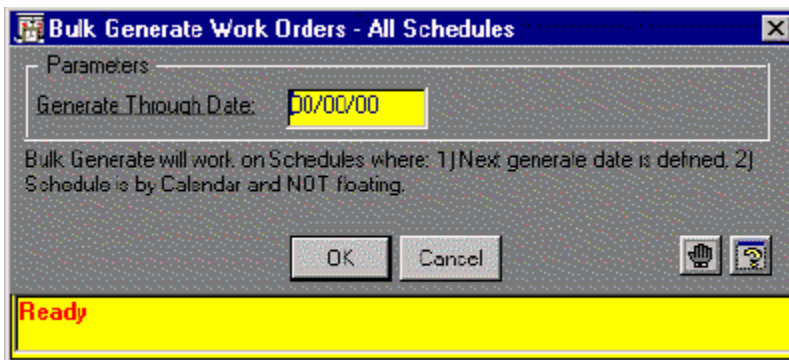 Bulk Generate Work Orders - All Schedules
Parameters
Generate Through Date:
00/00/00
Bulk Generate will work on Schedules where: 1) Next generate date is defined, 2)
Schedule is by Calendar and NOT floating.
OK
Cancel
Ready